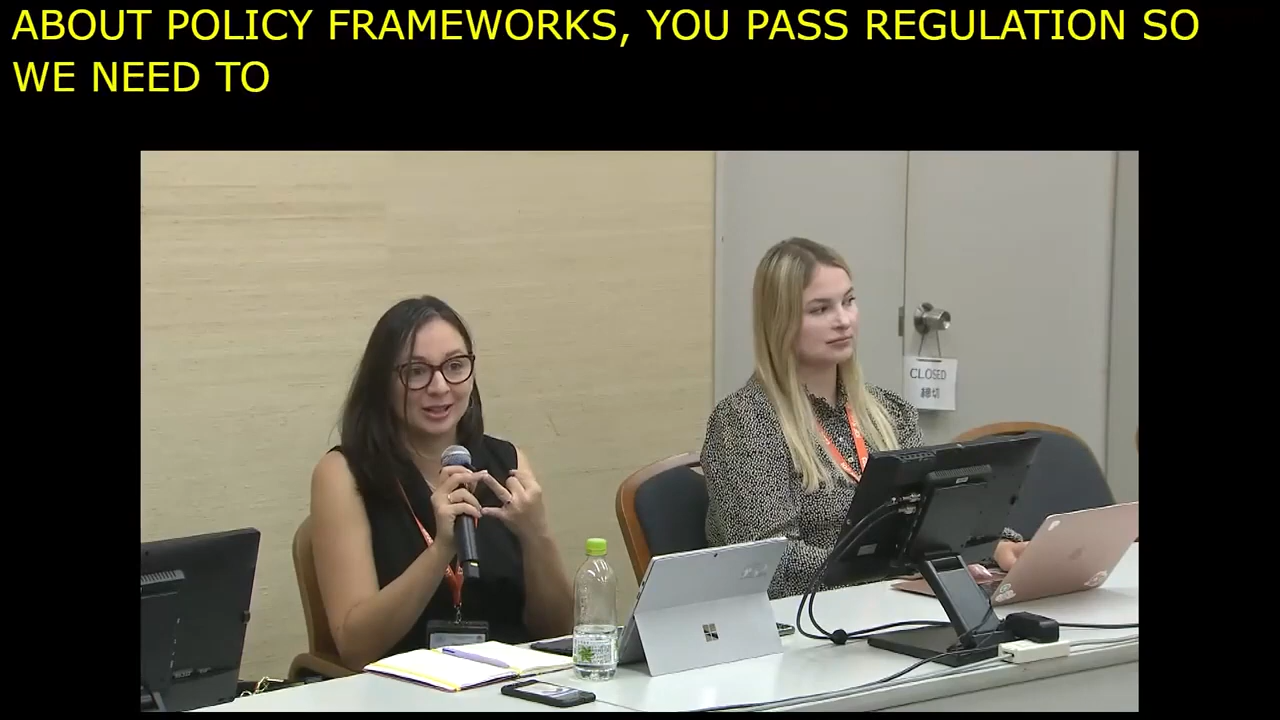 ABOUT POLICY FRAMEWORKS, YOU PASS REGULATION SO
WE NEED TO
CLOSED
締切